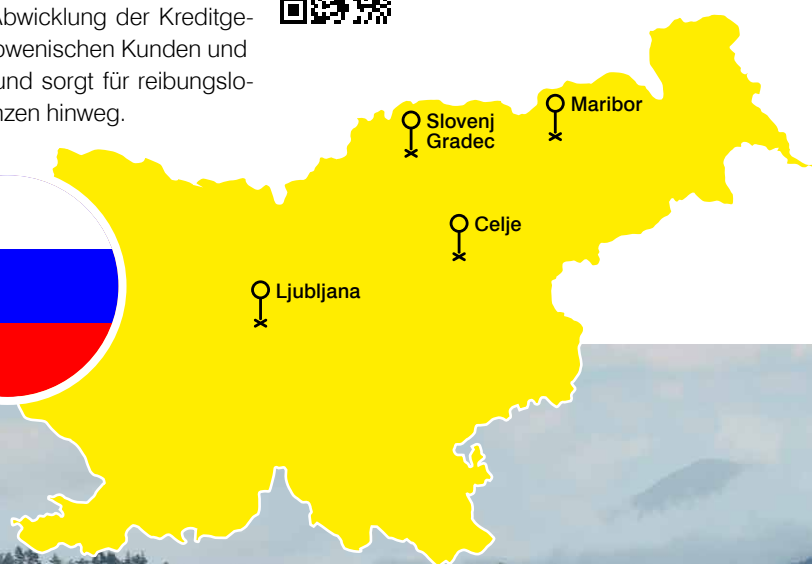 Abwicklung der Kreditge-
owenischen Kunden und
und sorgt für reibungslo-
nzen hinweg.
Slovenj
Gradec
Maribor
Celje
Ljubljana